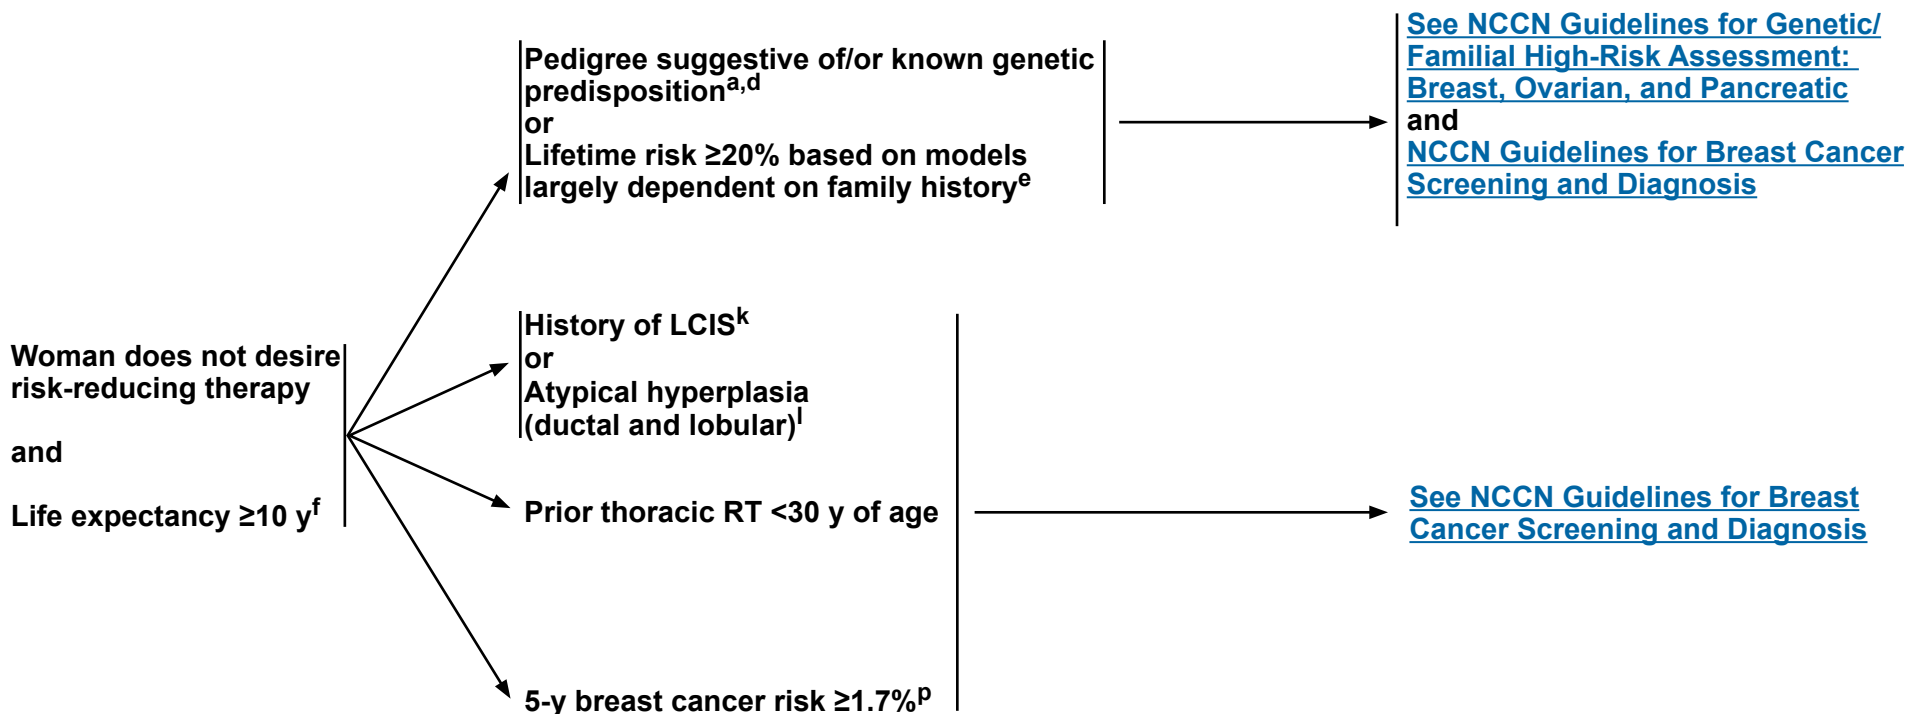 Woman does not desire
risk-reducing therapy
and
Life expectancy ≥10 yᶠ
Pedigree suggestive of/or known genetic
predispositionᵃ,ᵈ
or
Lifetime risk ≥20% based on models
largely dependent on family historyᵉ
See NCCN Guidelines for Genetic/
Familial High-Risk Assessment:
Breast, Ovarian, and Pancreatic
and
NCCN Guidelines for Breast Cancer
Screening and Diagnosis
History of LCISᵏ
or
Atypical hyperplasia
(ductal and lobular)ˡ
Prior thoracic RT <30 y of age
5-y breast cancer risk ≥1.7%ᵖ
See NCCN Guidelines for Breast
Cancer Screening and Diagnosis